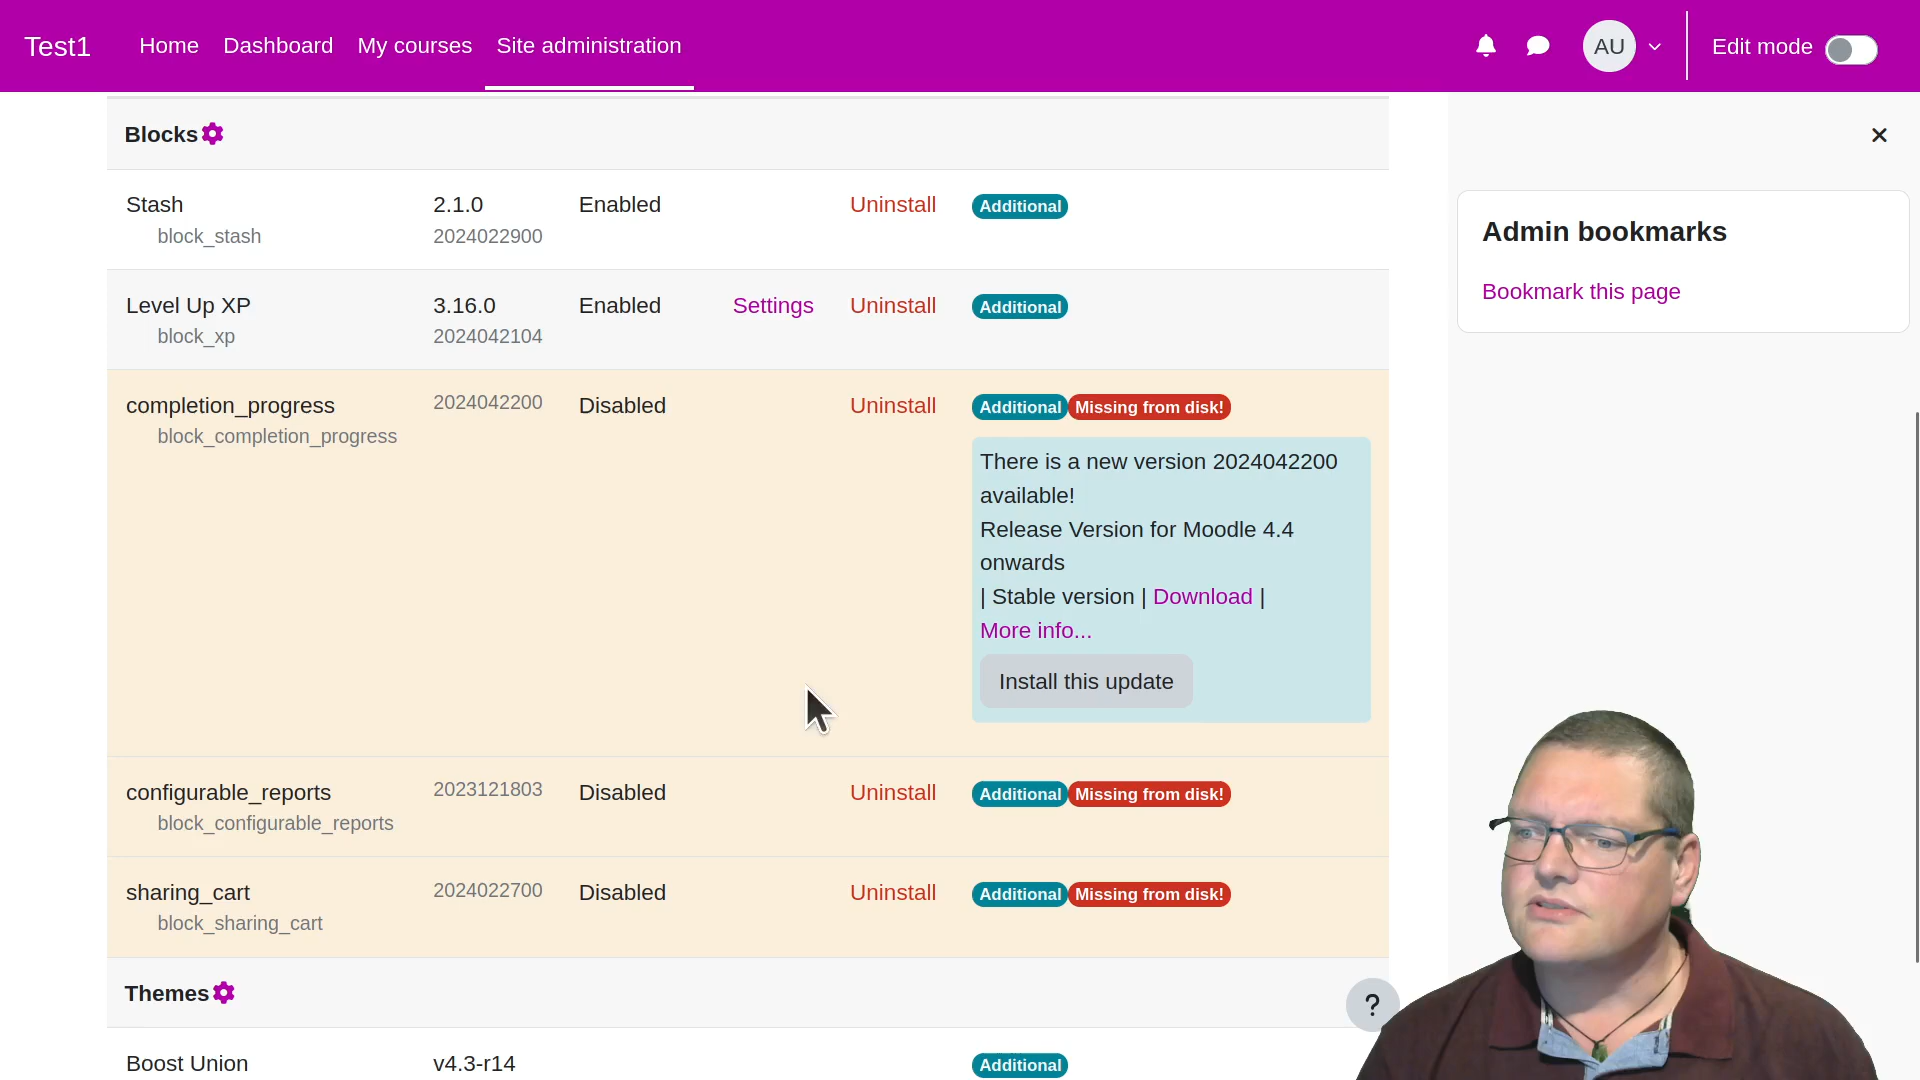 Test1 Home Dashboard My courses Site administration AU Edit mode
Blocks
Stash 2.1.0 Enabled Uninstall Additional
block_stash 2024022900
Level Up XP 3.16.0 Enabled Settings Uninstall Additional
block_xp 2024042104
completion_progress 2024042200 Disabled Uninstall Additional Missing from disk!
block_completion_progress
There is a new version 2024042200
available!
Release Version for Moodle 4.4
onwards
| Stable version | Download |
More info...
Install this update
configurable_reports 2023121803 Disabled Uninstall Additional Missing from disk!
block_configurable_reports
sharing_cart 2024022700 Disabled Uninstall Additional Missing from disk!
block_sharing_cart
Themes
Boost Union v4.3-r14 Additional
Admin bookmarks
Bookmark this page
?